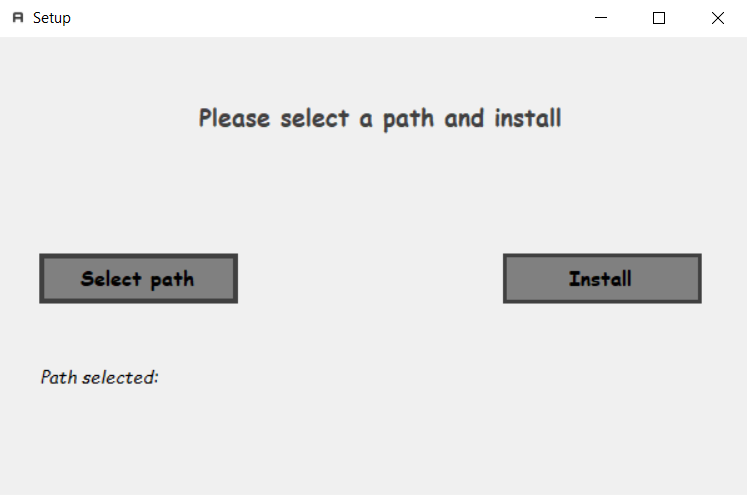 Setup
Please select a path and install
Select path
Install
Path selected: